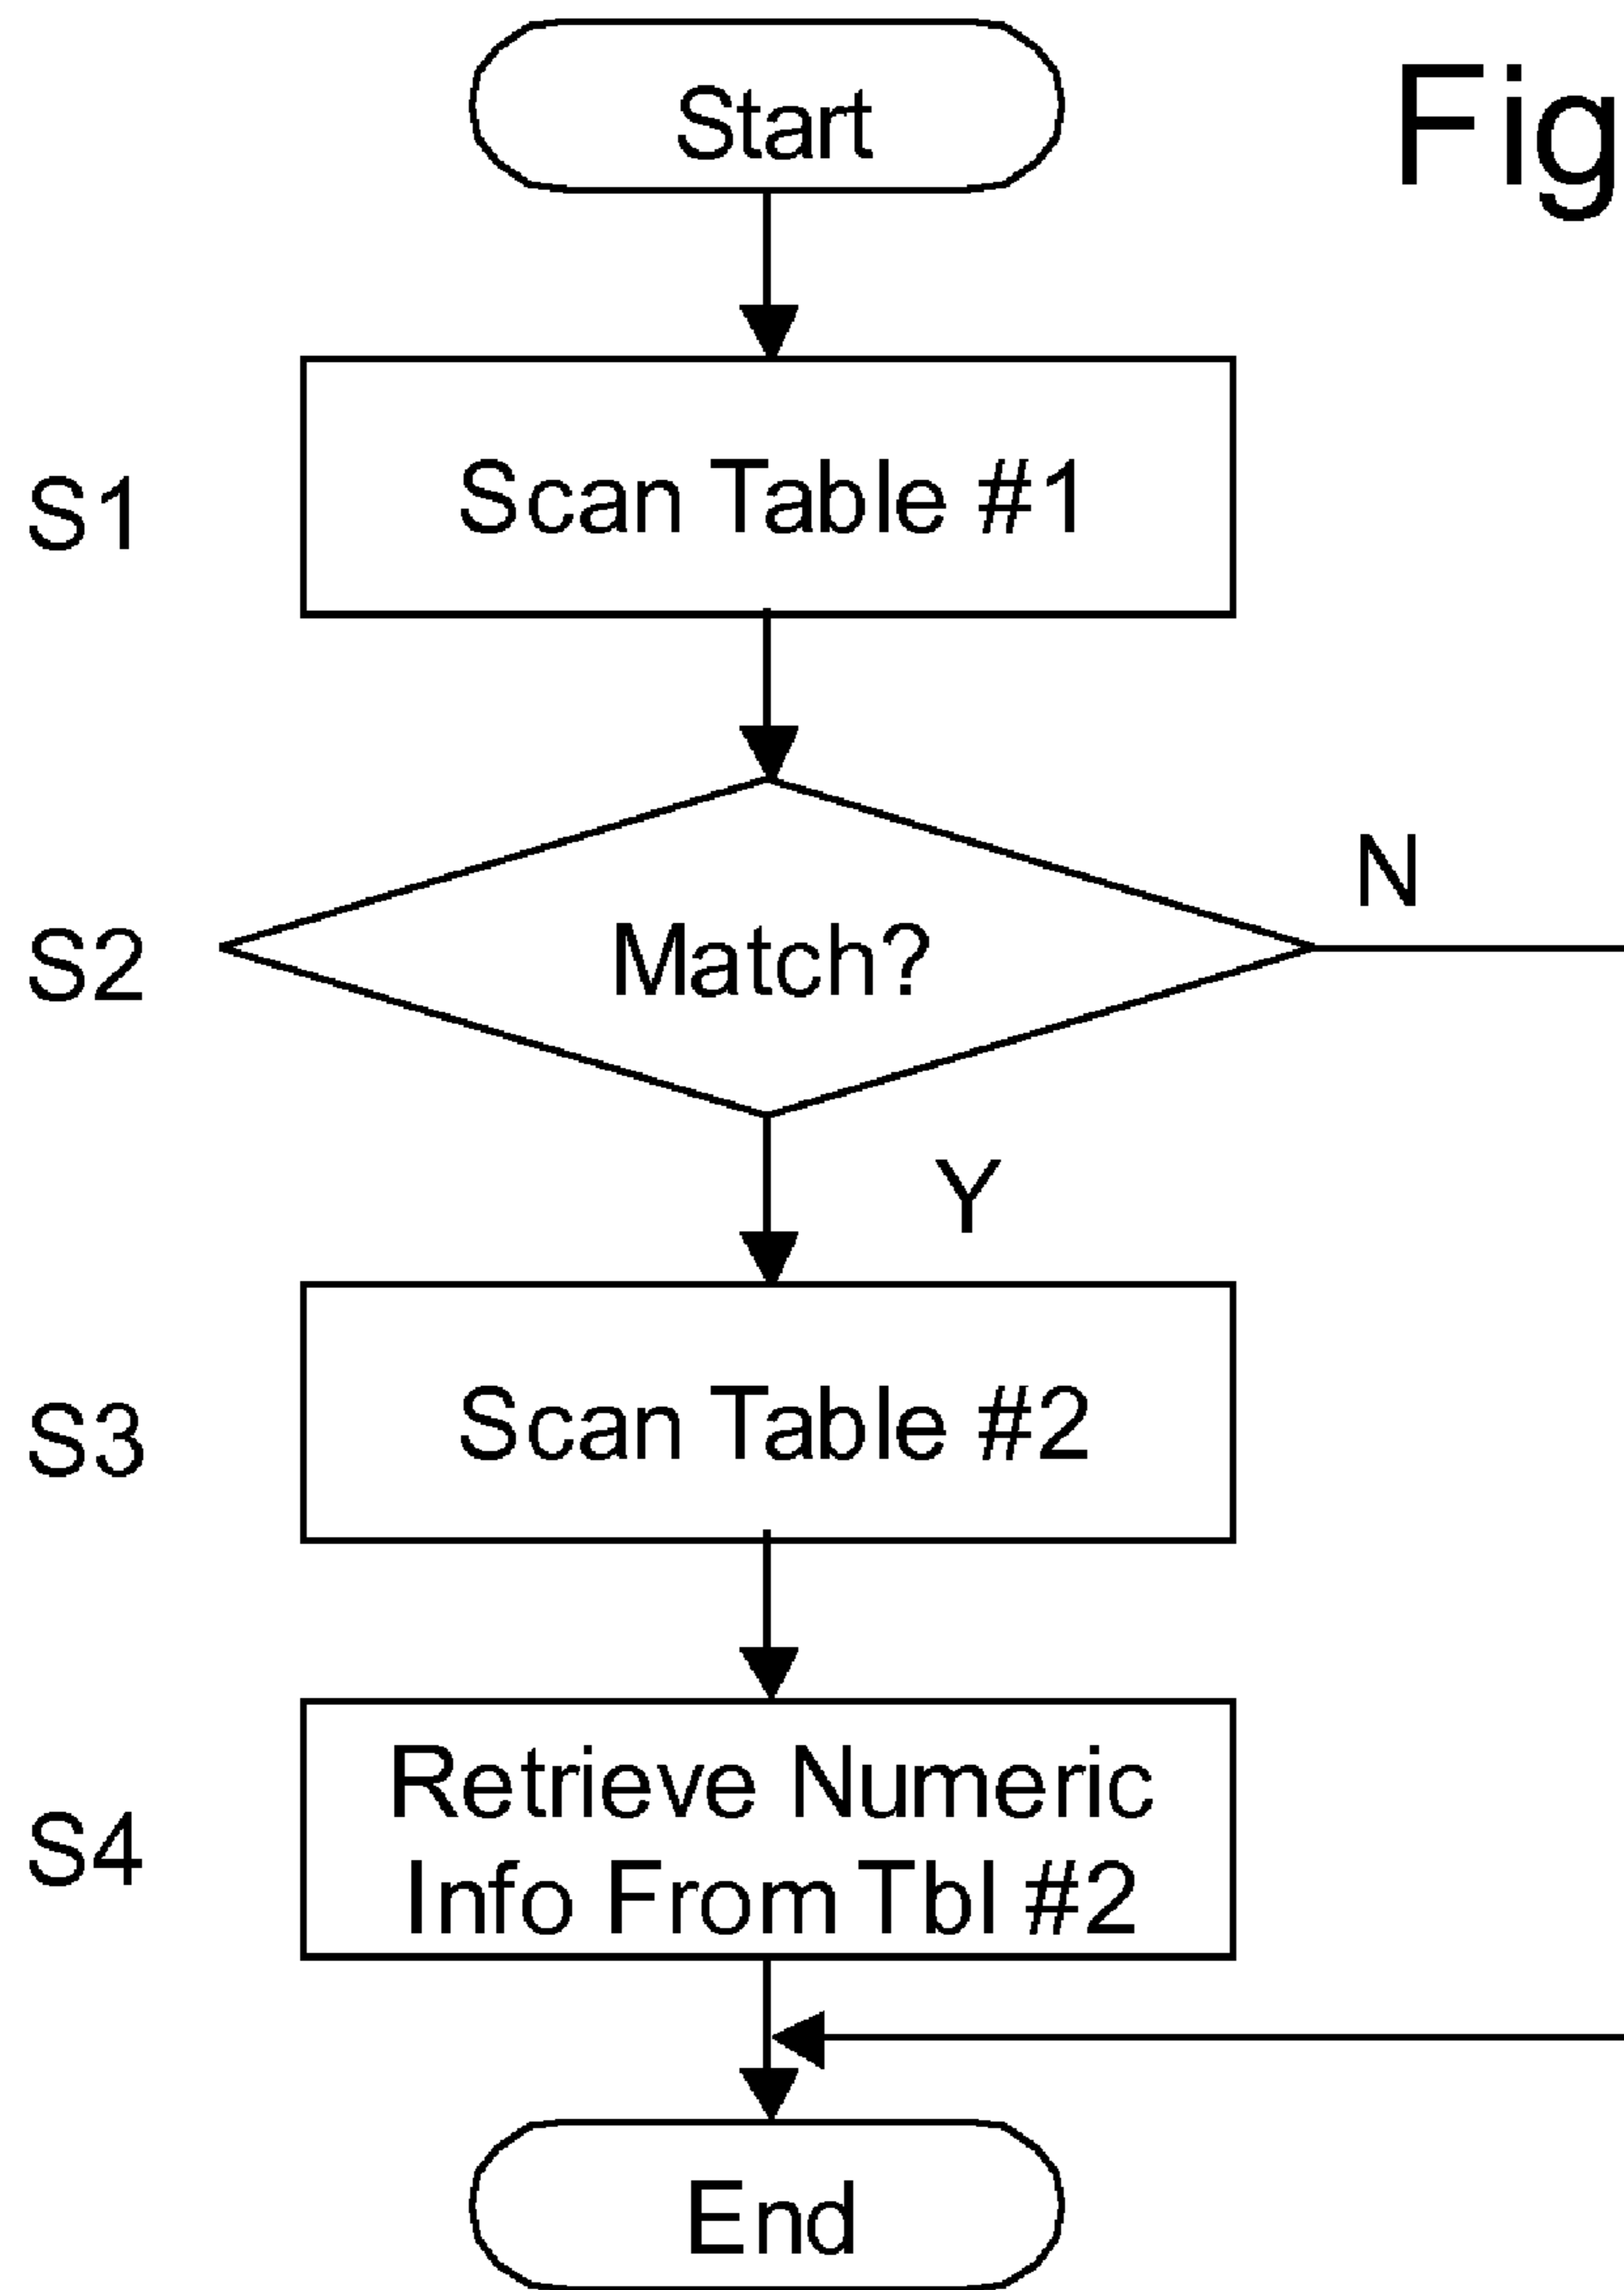 Start
Fig
S1
Scan Table #1
N
S2
Match?
Y
S3
Scan Table #2
S4
Retrieve Numeric
Info From Tbl #2
End